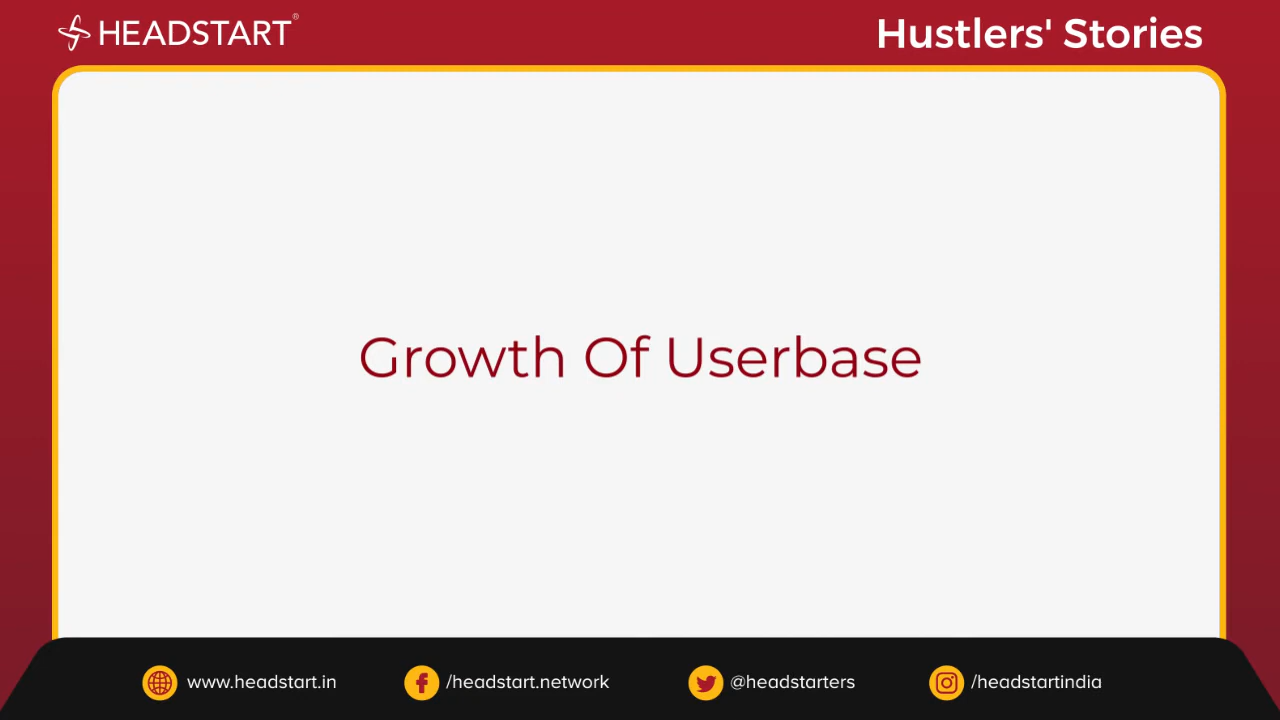 HEADSTART®
Hustlers' Stories
Growth Of Userbase
www.headstart.in
/headstart.network
@headstarters
/headstartindia